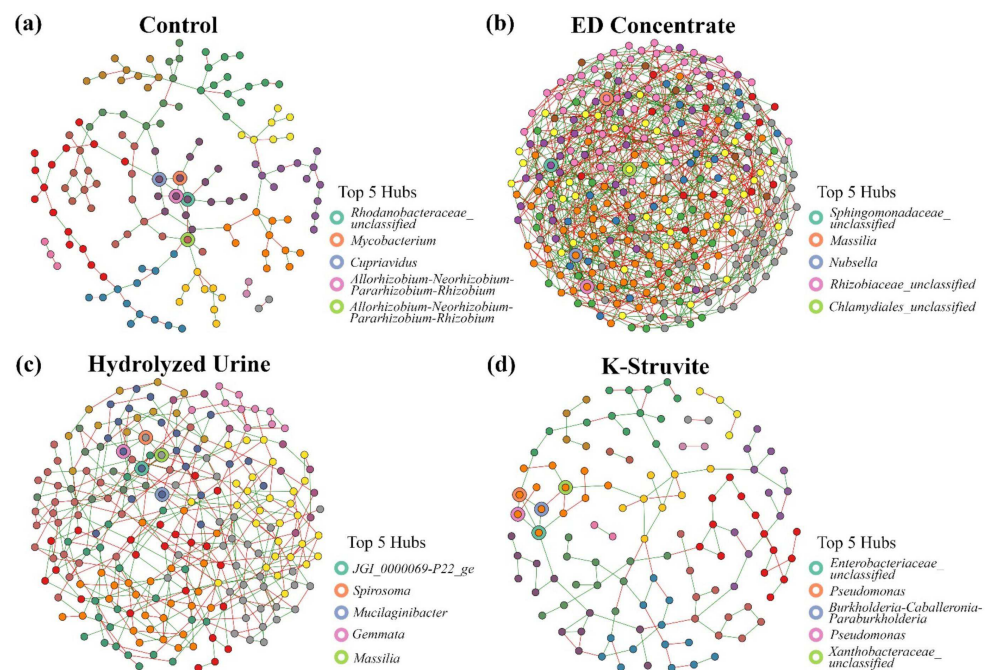 (a)
Control
Top 5 Hubs
Rhodanobacteraceae_
unclassified
Mycobacterium
Cupriavidus
Allorhizobium-Neorhizobium-
Pararhizobium-Rhizobium
Allorhizobium-Neorhizobium-
Pararhizobium-Rhizobium
(b)
ED Concentrate
Top 5 Hubs
Sphingomonadaceae_
unclassified
Massilia
Nubsella
Rhizobiaceae_unclassified
Chlamydiales_unclassified
(c)
Hydrolyzed Urine
Top 5 Hubs
JGI_0000069-P22_ge
Spirosoma
Mucilaginibacter
Gemmata
Massilia
(d)
K-Struvite
Top 5 Hubs
Enterobacteriaceae_
unclassified
Pseudomonas
Burkholderia-Caballeronia-
Paraburkholderia
Pseudomonas
Xanthobacteraceae_
unclassified